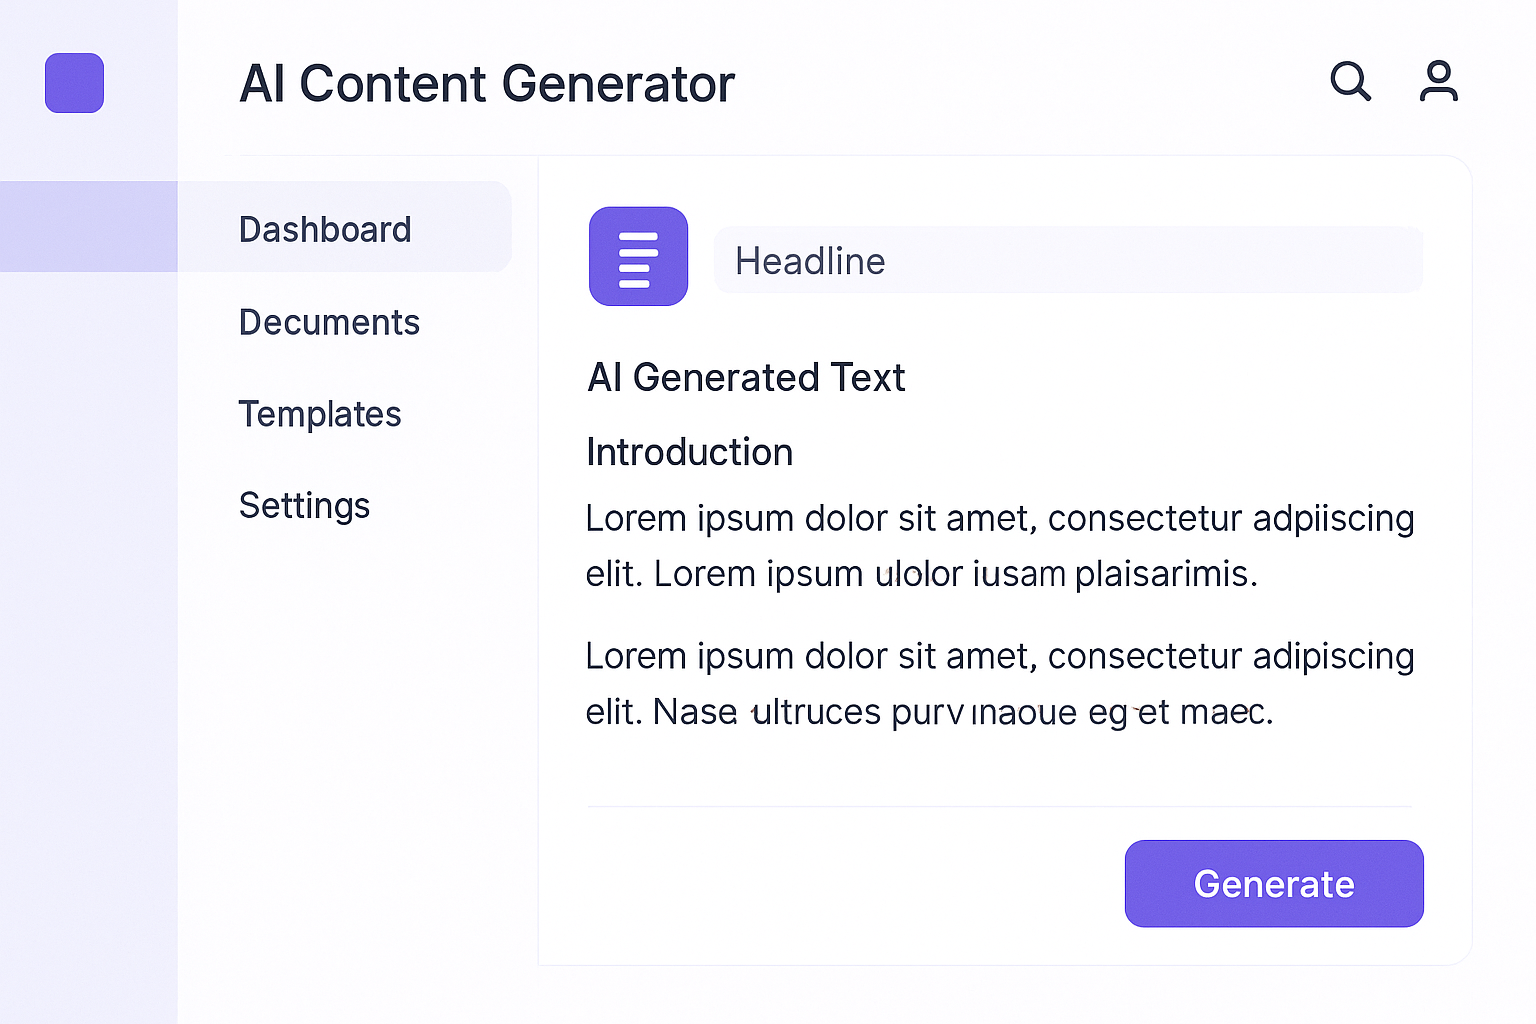 AI Content Generator
Dashboard
Decuments
Templates
Settings
Headline
AI Generated Text
Introduction
Lorem ipsum dolor sit amet, consectetur adpiiscing
elit. Lorem ipsum ulolor iusam plaisarimis.
Lorem ipsum dolor sit amet, consectetur adipiscing
elit. Nase ultruces purv inaoue eg et maec.
Generate